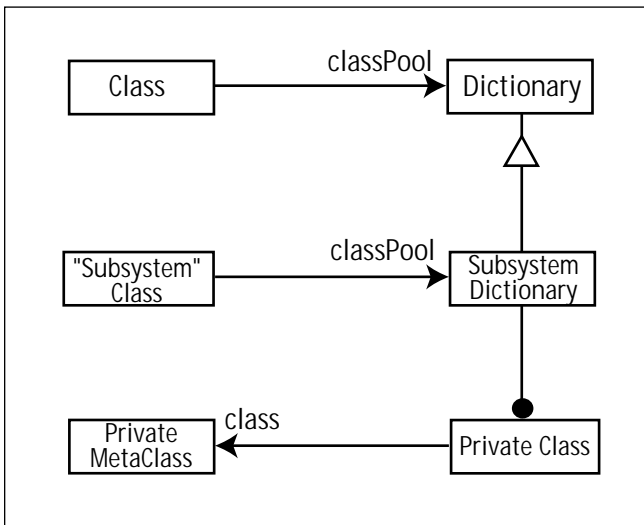 classPool
Class
Dictionary
classPool
"Subsystem"
Class
Subsystem
Dictionary
class
Private
MetaClass
Private Class